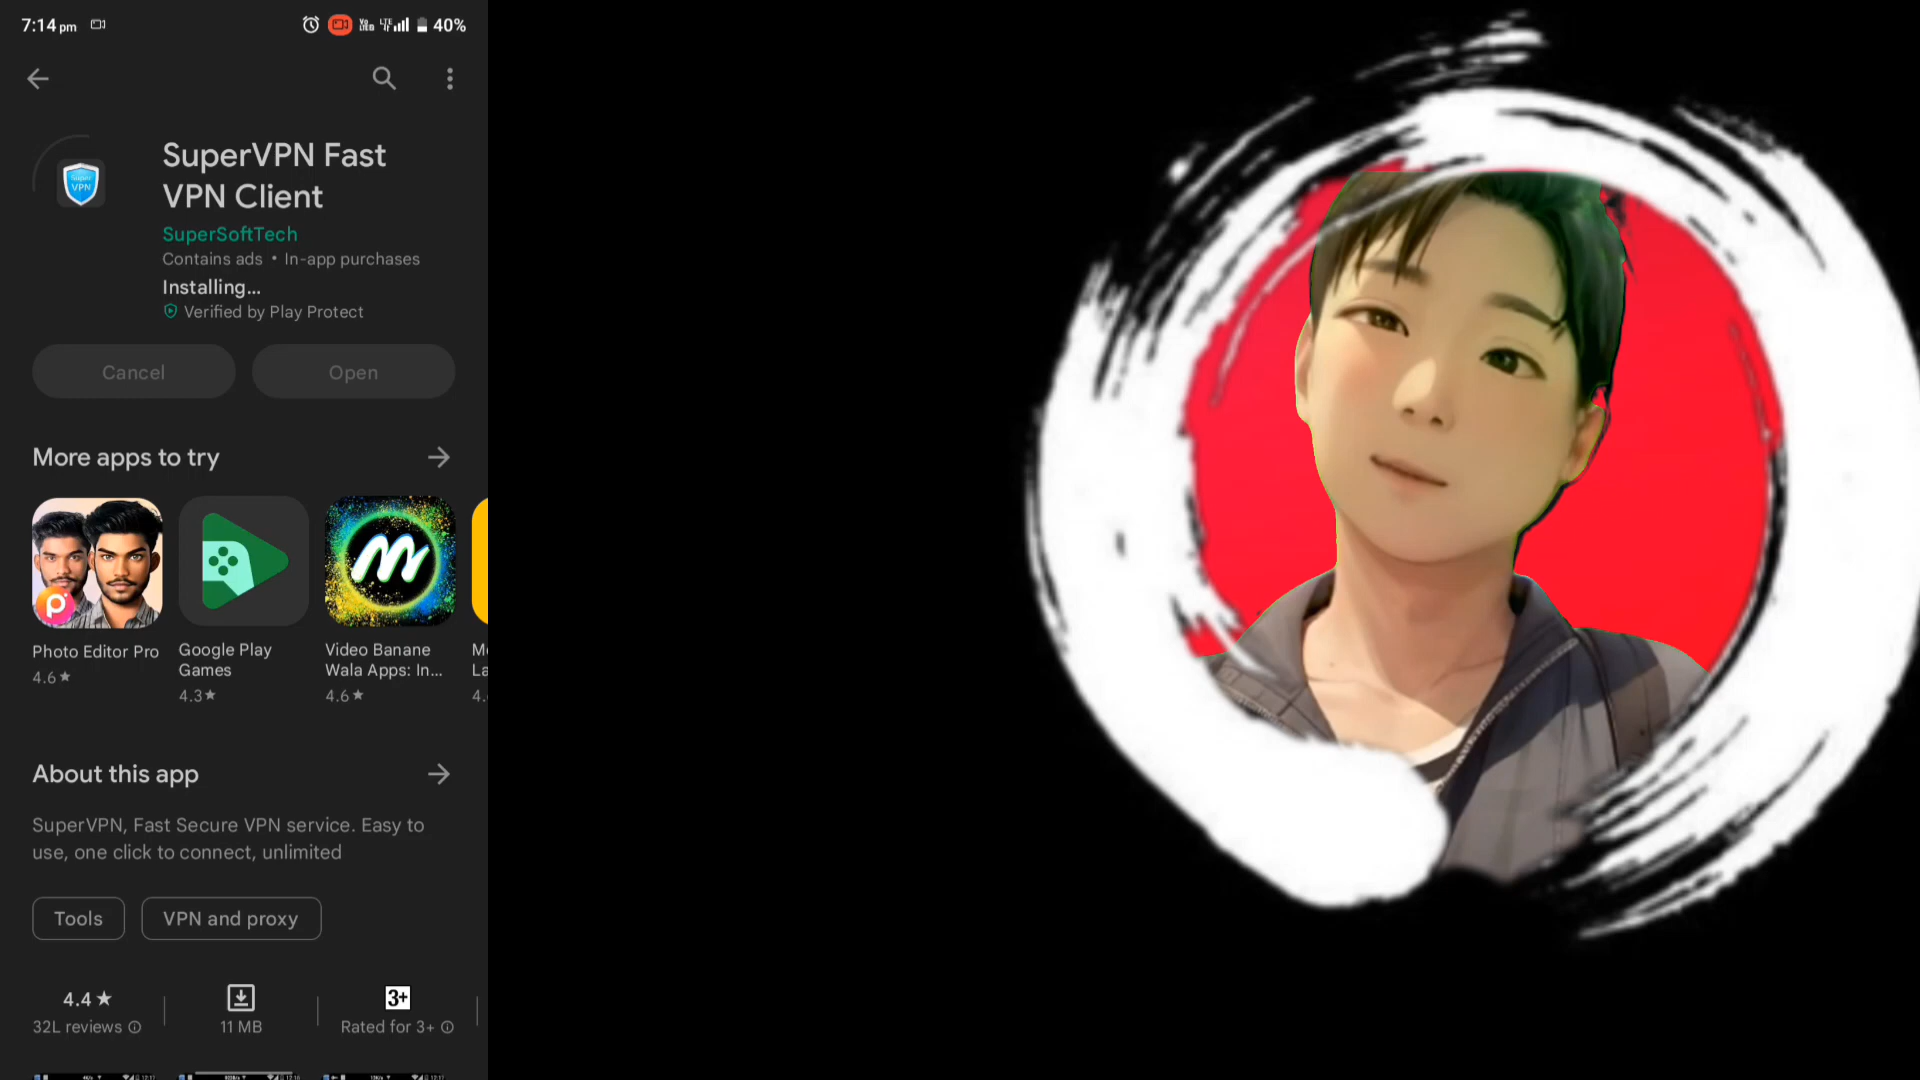 7:14 pm
40%
SuperVPN Fast
VPN Client
SuperSoftTech
Contains ads • In-app purchases
Installing...
Verified by Play Protect
Cancel
Open
More apps to try
Photo Editor Pro
4.6★
Google Play
Games
4.3★
Video Banane
Wala Apps: In...
4.6★
About this app
SuperVPN, Fast Secure VPN service. Easy to
use, one click to connect, unlimited
Tools
VPN and proxy
4.4★
32L reviews
11 MB
3+
Rated for 3+